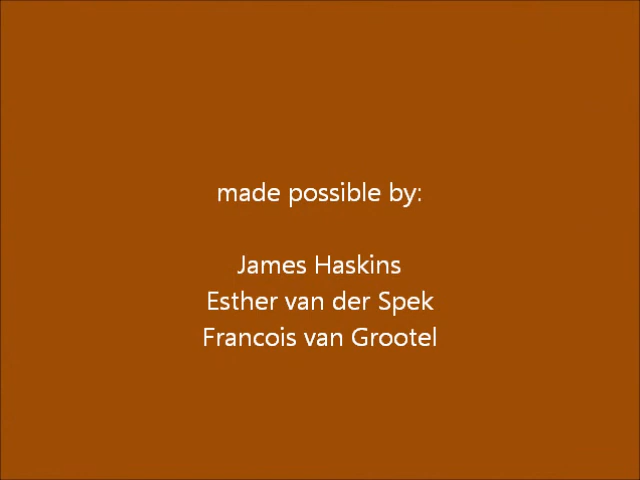 made possible by:
James Haskins
Esther van der Spek
Francois van Grootel